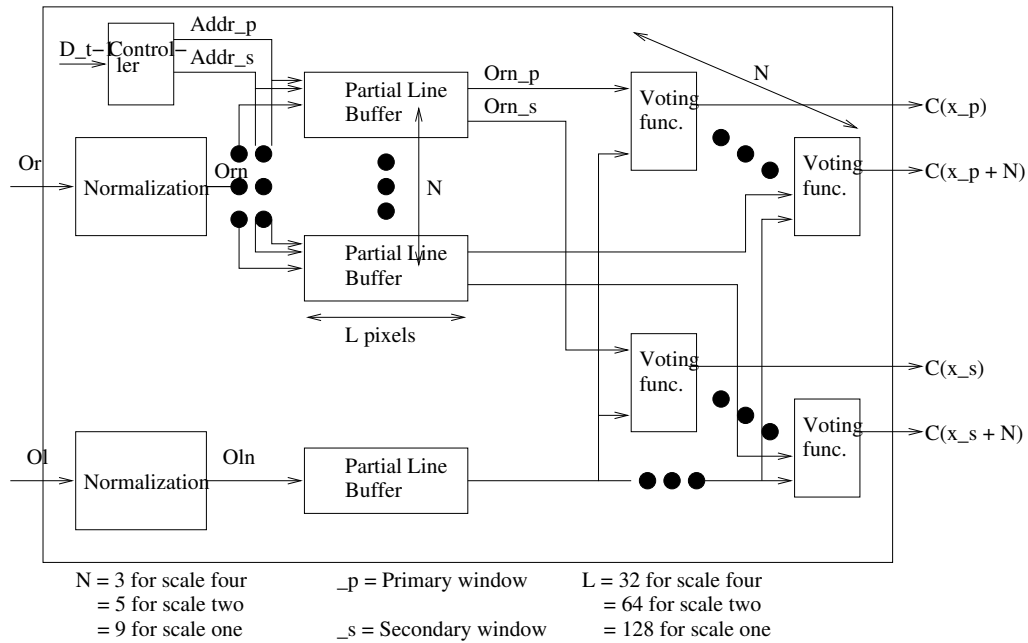 Addr_p
D_t-1
Control-
ler
Addr_s
Partial Line
Buffer
Orn_p
Orn_s
N
Voting
func.
C(x_p)
Or
Normalization
Orn
N
Voting
func.
C(x_p + N)
Partial Line
Buffer
L pixels
Voting
func.
C(x_s)
Voting
func.
C(x_s + N)
Ol
Normalization
Oln
Partial Line
Buffer
N = 3 for scale four
= 5 for scale two
= 9 for scale one
_p = Primary window
_s = Secondary window
L = 32 for scale four
= 64 for scale two
= 128 for scale one